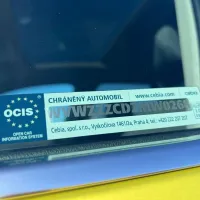 OCIS
OPEN CAR
INFORMATION SYSTEM
CHRÁNĚNÝ AUTOMOBIL
www.cebia.com
Cebia, spol. s r.o., Vyskočilova 1461/2a, Praha 4, tel.: +420 222 207 222